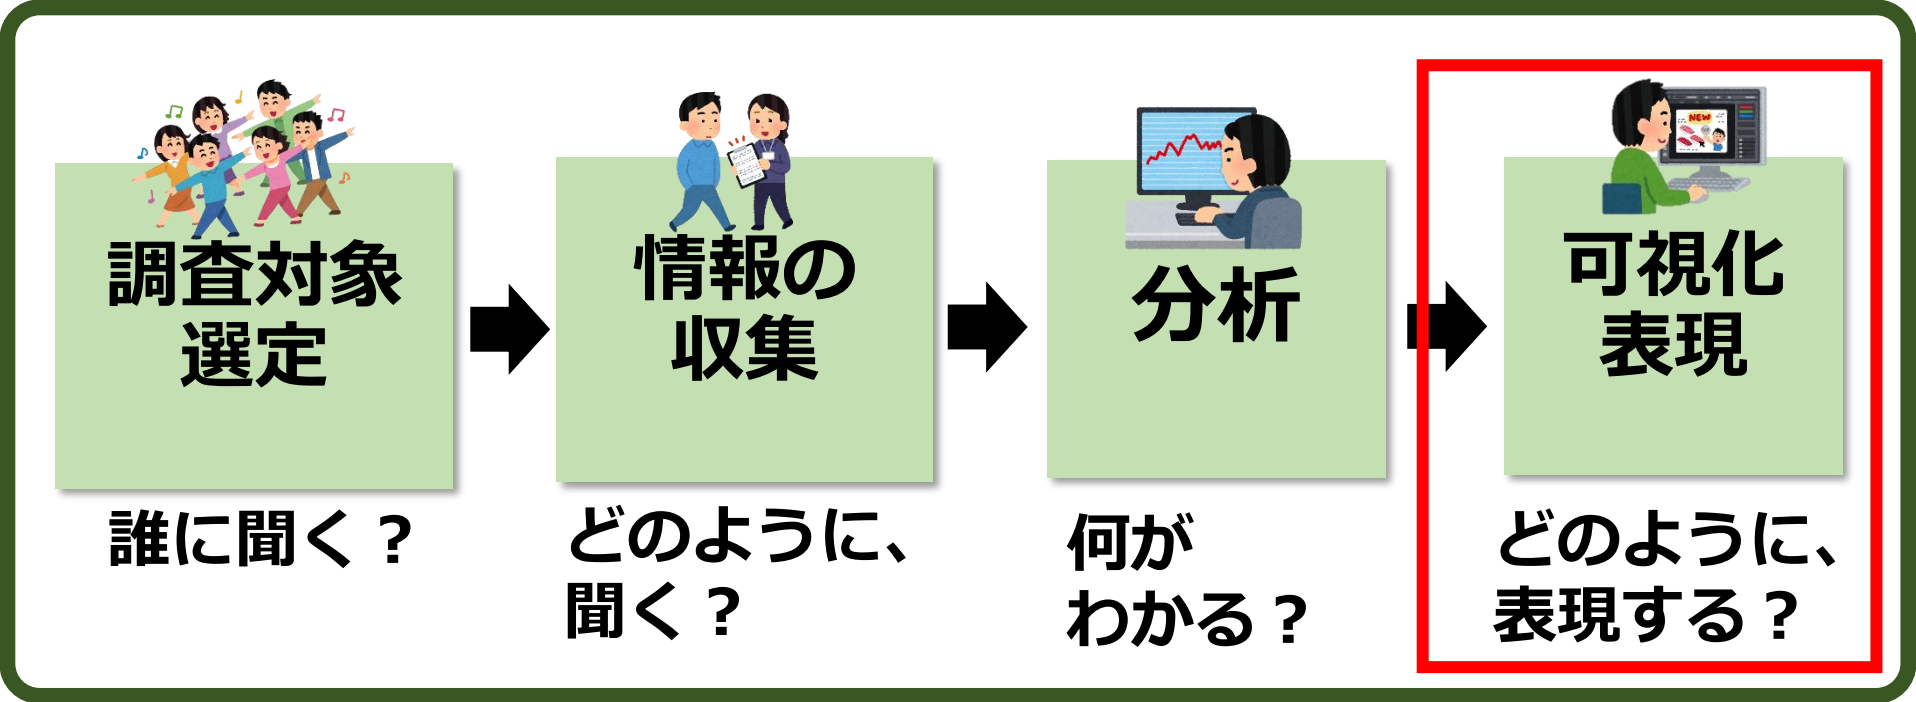 調査対象
選定
誰に聞く？
情報の
収集
どのように、
聞く？
分析
何が
わかる？
NEW
可視化
表現
どのように、
表現する？